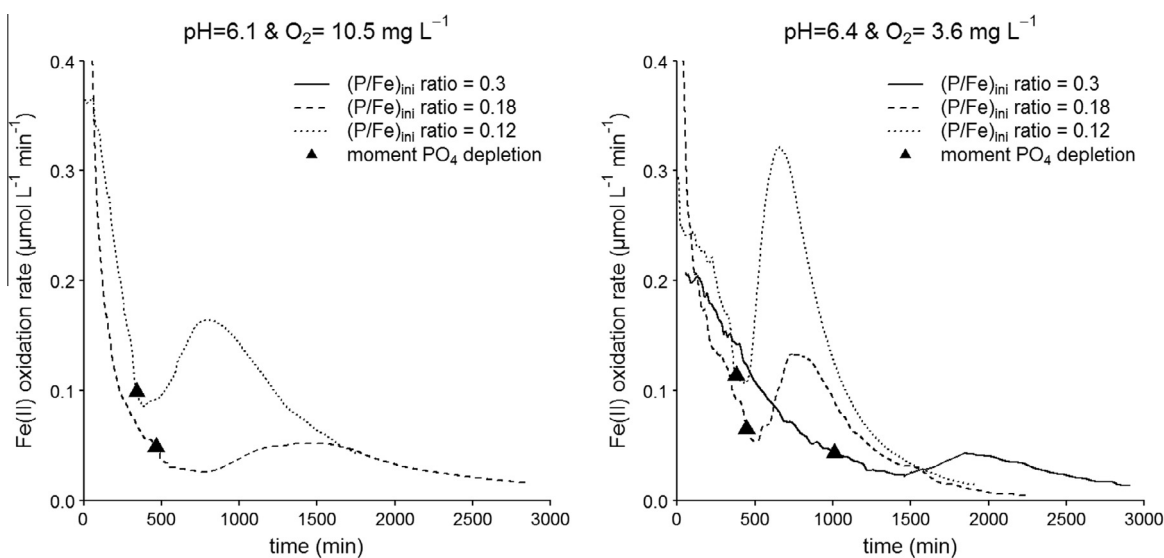 pH=6.1 & O₂= 10.5 mg L⁻¹
Fe(II) oxidation rate (μmol L⁻¹ min⁻¹)
0.4
0.3
0.2
0.1
0.0
(P/Fe)ᵢₙᵢ ratio = 0.3
(P/Fe)ᵢₙᵢ ratio = 0.18
(P/Fe)ᵢₙᵢ ratio = 0.12
moment PO₄ depletion
0 500 1000 1500 2000 2500 3000
time (min)
pH=6.4 & O₂= 3.6 mg L⁻¹
Fe(II) oxidation rate (μmol L⁻¹ min⁻¹)
0.4
0.3
0.2
0.1
0.0
(P/Fe)ᵢₙᵢ ratio = 0.3
(P/Fe)ᵢₙᵢ ratio = 0.18
(P/Fe)ᵢₙᵢ ratio = 0.12
moment PO₄ depletion
0 500 1000 1500 2000 2500 3000
time (min)